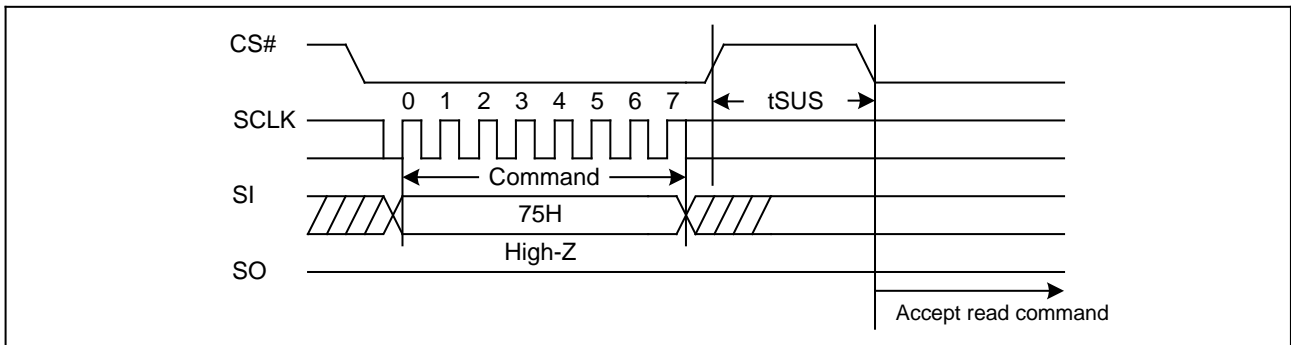 CS#
tSUS
0 1 2 3 4 5 6 7
SCLK
Command
SI
75H
High-Z
SO
Accept read command